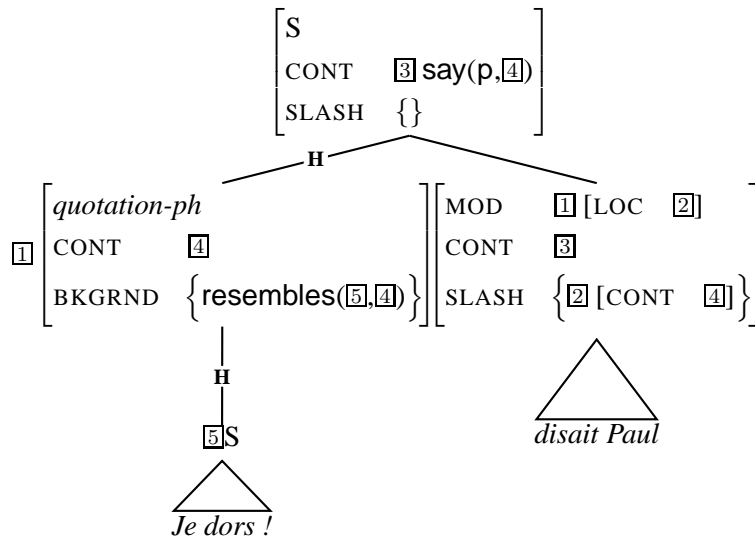 S
CONT 3 say(p,4)
SLASH {}
H
quotation-ph MOD 1 [LOC 2]
1 CONT 4 CONT 3
BKGRND {resembles(5,4)} SLASH {2 [CONT 4]}
H
5 S disait Paul
Je dors !